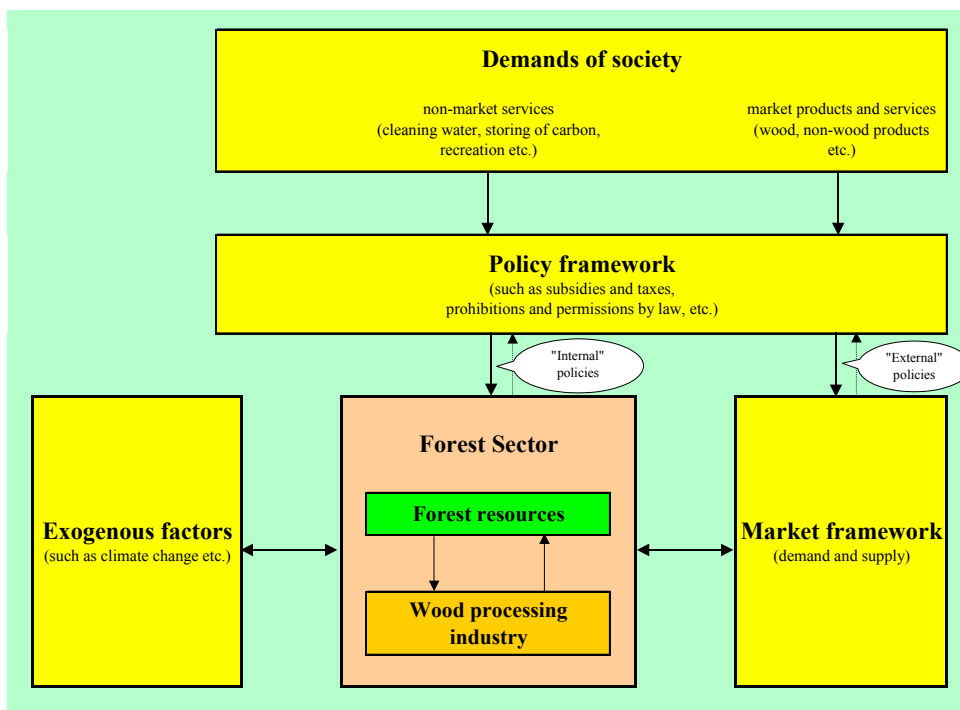 Demands of society
non-market services
(cleaning water, storing of carbon,
recreation etc.)
market products and services
(wood, non-wood products
etc.)
Policy framework
(such as subsidies and taxes,
prohibitions and permissions by law, etc.)
"Internal"
policies
"External"
policies
Exogenous factors
(such as climate change etc.)
Forest Sector
Forest resources
Wood processing
industry
Market framework
(demand and supply)